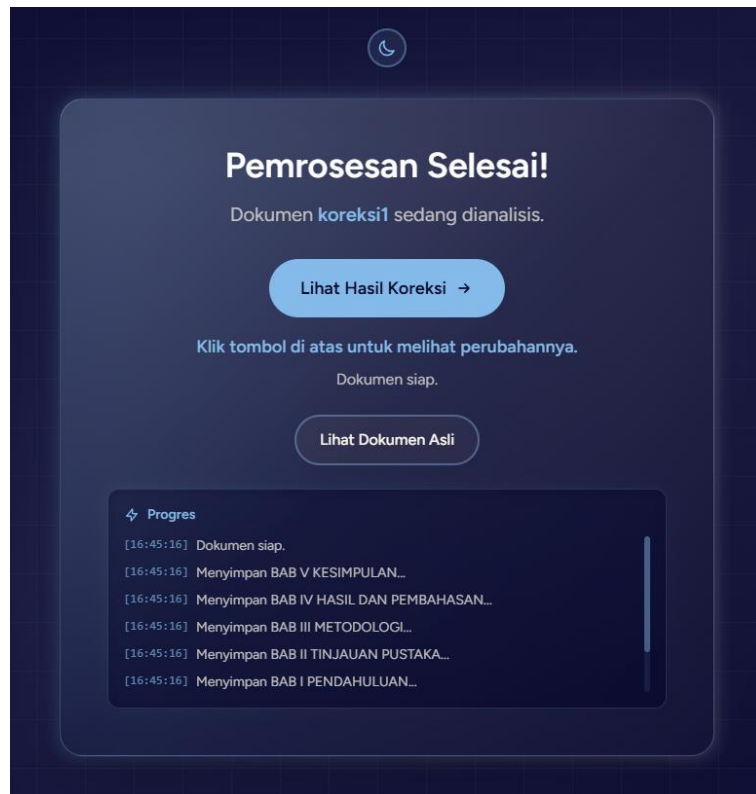 Pemrosesan Selesai!
Dokumen koreksi1 sedang dianalisis.
Lihat Hasil Koreksi →
Klik tombol di atas untuk melihat perubahannya.
Dokumen siap.
Lihat Dokumen Asli
Progres
[16:45:16] Dokumen siap.
[16:45:16] Menyimpan BAB V KESIMPULAN...
[16:45:16] Menyimpan BAB IV HASIL DAN PEMBAHASAN...
[16:45:16] Menyimpan BAB III METODOLOGI...
[16:45:16] Menyimpan BAB II TINJAUAN PUSTAKA...
[16:45:16] Menyimpan BAB I PENDAHULUAN...